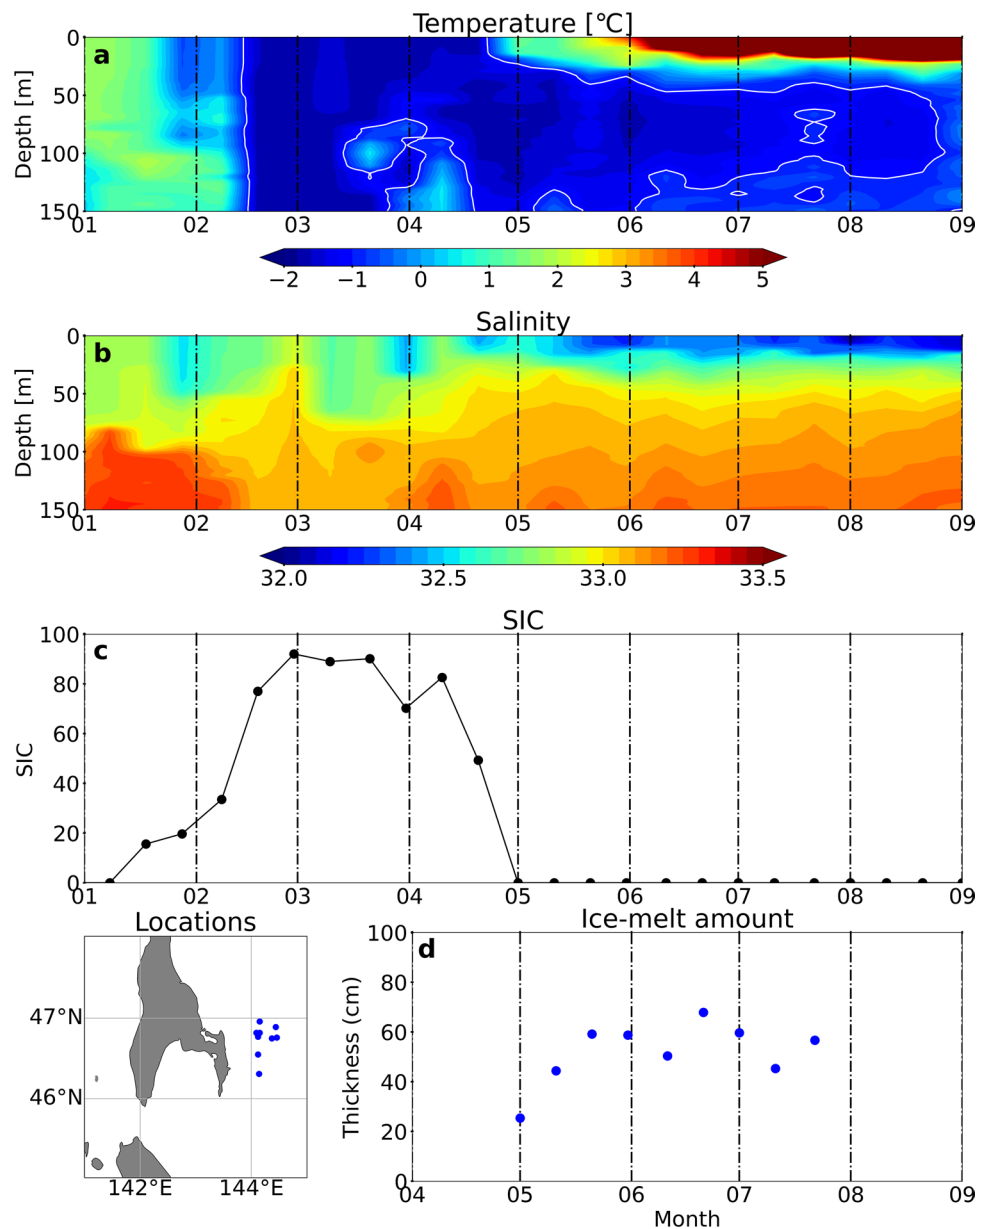 Temperature [°C]
a
Depth [m]
0
50
100
150
01 02 03 04 05 06 07 08 09
−2 −1 0 1 2 3 4 5
Salinity
b
Depth [m]
0
50
100
150
01 02 03 04 05 06 07 08 09
32.0 32.5 33.0 33.5
SIC
c
SIC
100
80
60
40
20
0
01 02 03 04 05 06 07 08 09
Locations
47°N
46°N
142°E 144°E
Ice-melt amount
d
Thickness (cm)
100
80
60
40
20
0
04 05 06 07 08 09
Month